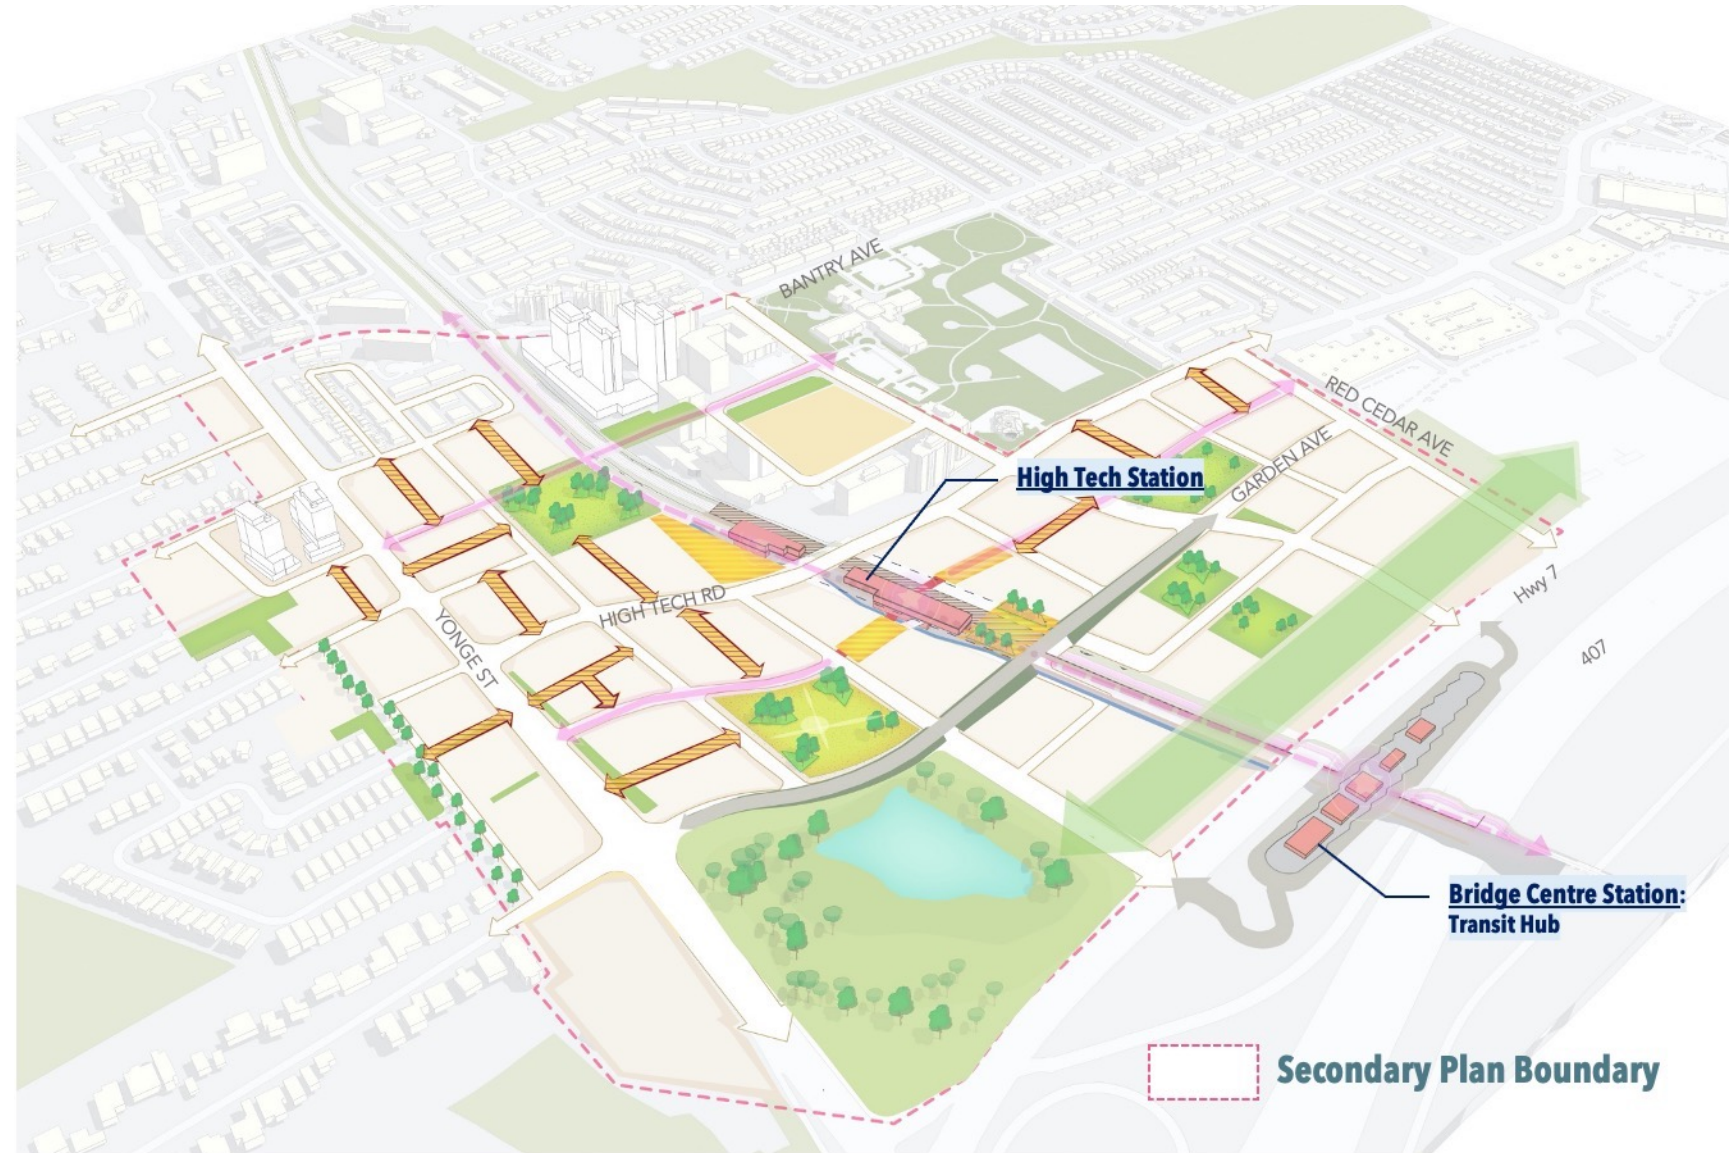 BANTRY AVE
RED CEDAR AVE
High Tech Station
GARDEN AVE
Hwy 7
HIGH TECH RD
YONGE ST
407
Bridge Centre Station:
Transit Hub
Secondary Plan Boundary